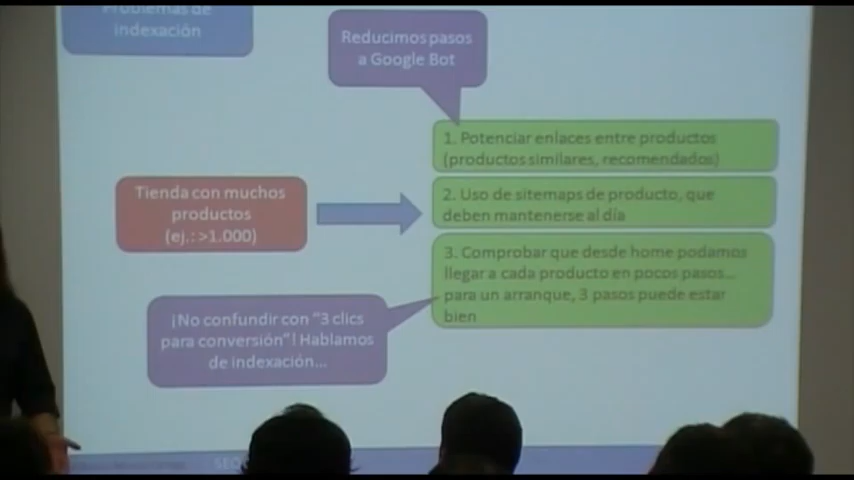 Problemas de
indexación
Reducimos pasos
a Google Bot
1. Potenciar enlaces entre productos
(productos similares, recomendados)
Tienda con muchos
productos
(ej.: >1.000)
2. Uso de sitemaps de producto, que
deben mantenerse al día
3. Comprobar que desde home podamos
llegar a cada producto en pocos pasos...
para un arranque, 3 pasos puede estar
bien
¡No confundir con "3 clics
para conversión"! Hablamos
de indexación...
SEO